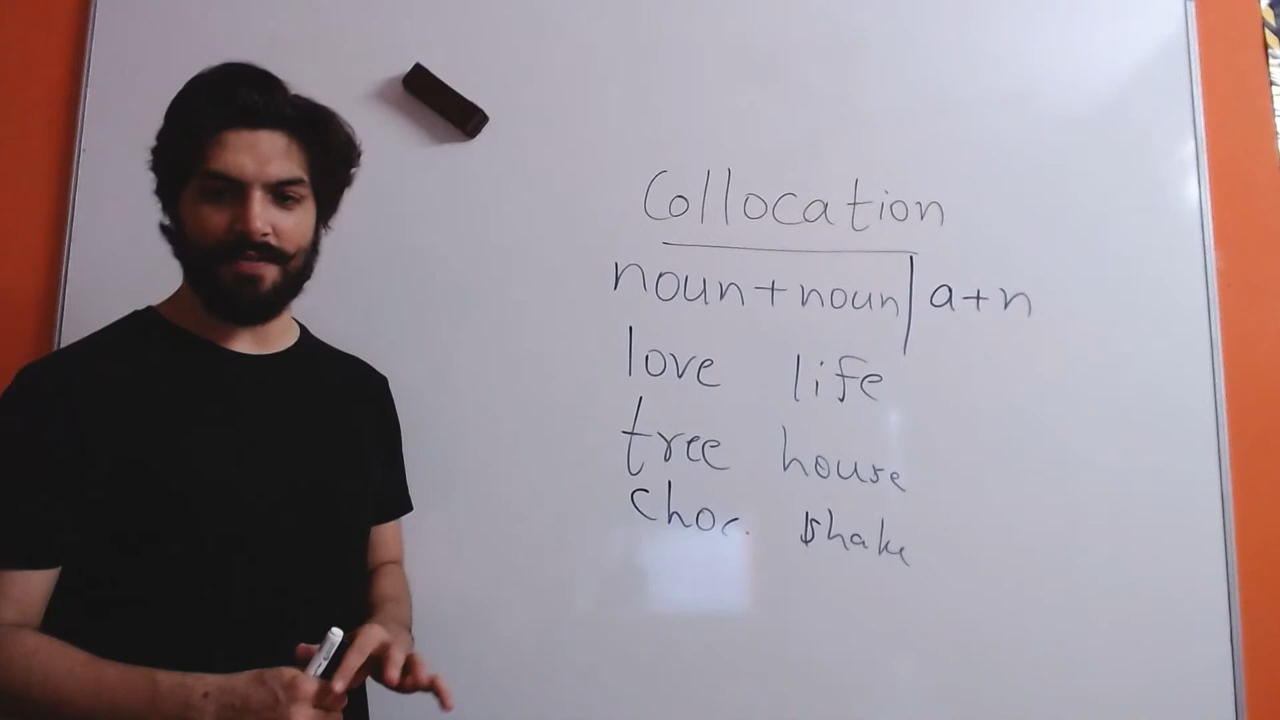 Collocation
noun+noun | a+n
love life
tree house
choc. shake